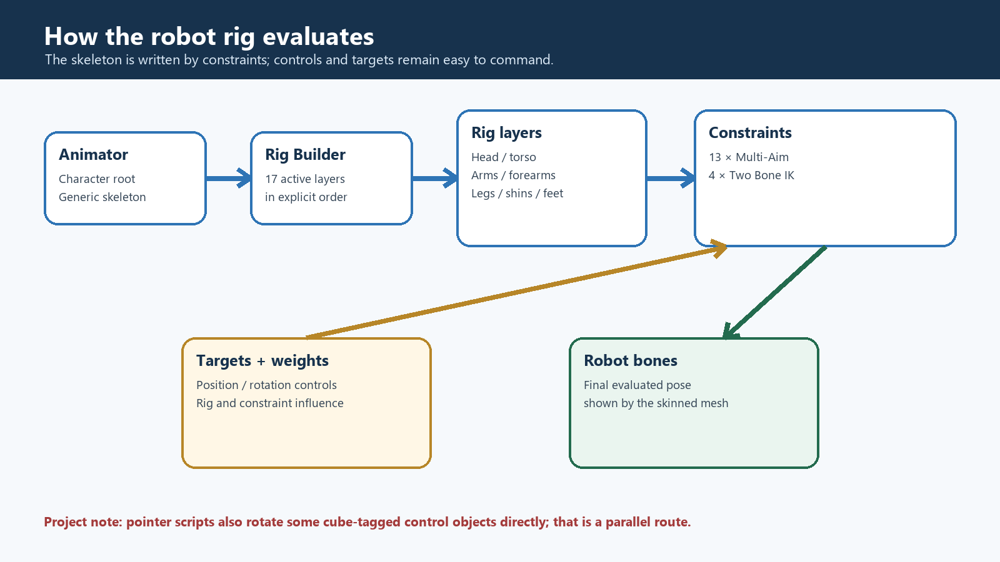 How the robot rig evaluates
The skeleton is written by constraints; controls and targets remain easy to command.
Animator
Character root
Generic skeleton
Rig Builder
17 active layers
in explicit order
Rig layers
Head / torso
Arms / forearms
Legs / shins / feet
Constraints
13 × Multi-Aim
4 × Two Bone IK
Targets + weights
Position / rotation controls
Rig and constraint influence
Robot bones
Final evaluated pose
shown by the skinned mesh
Project note: pointer scripts also rotate some cube-tagged control objects directly; that is a parallel route.